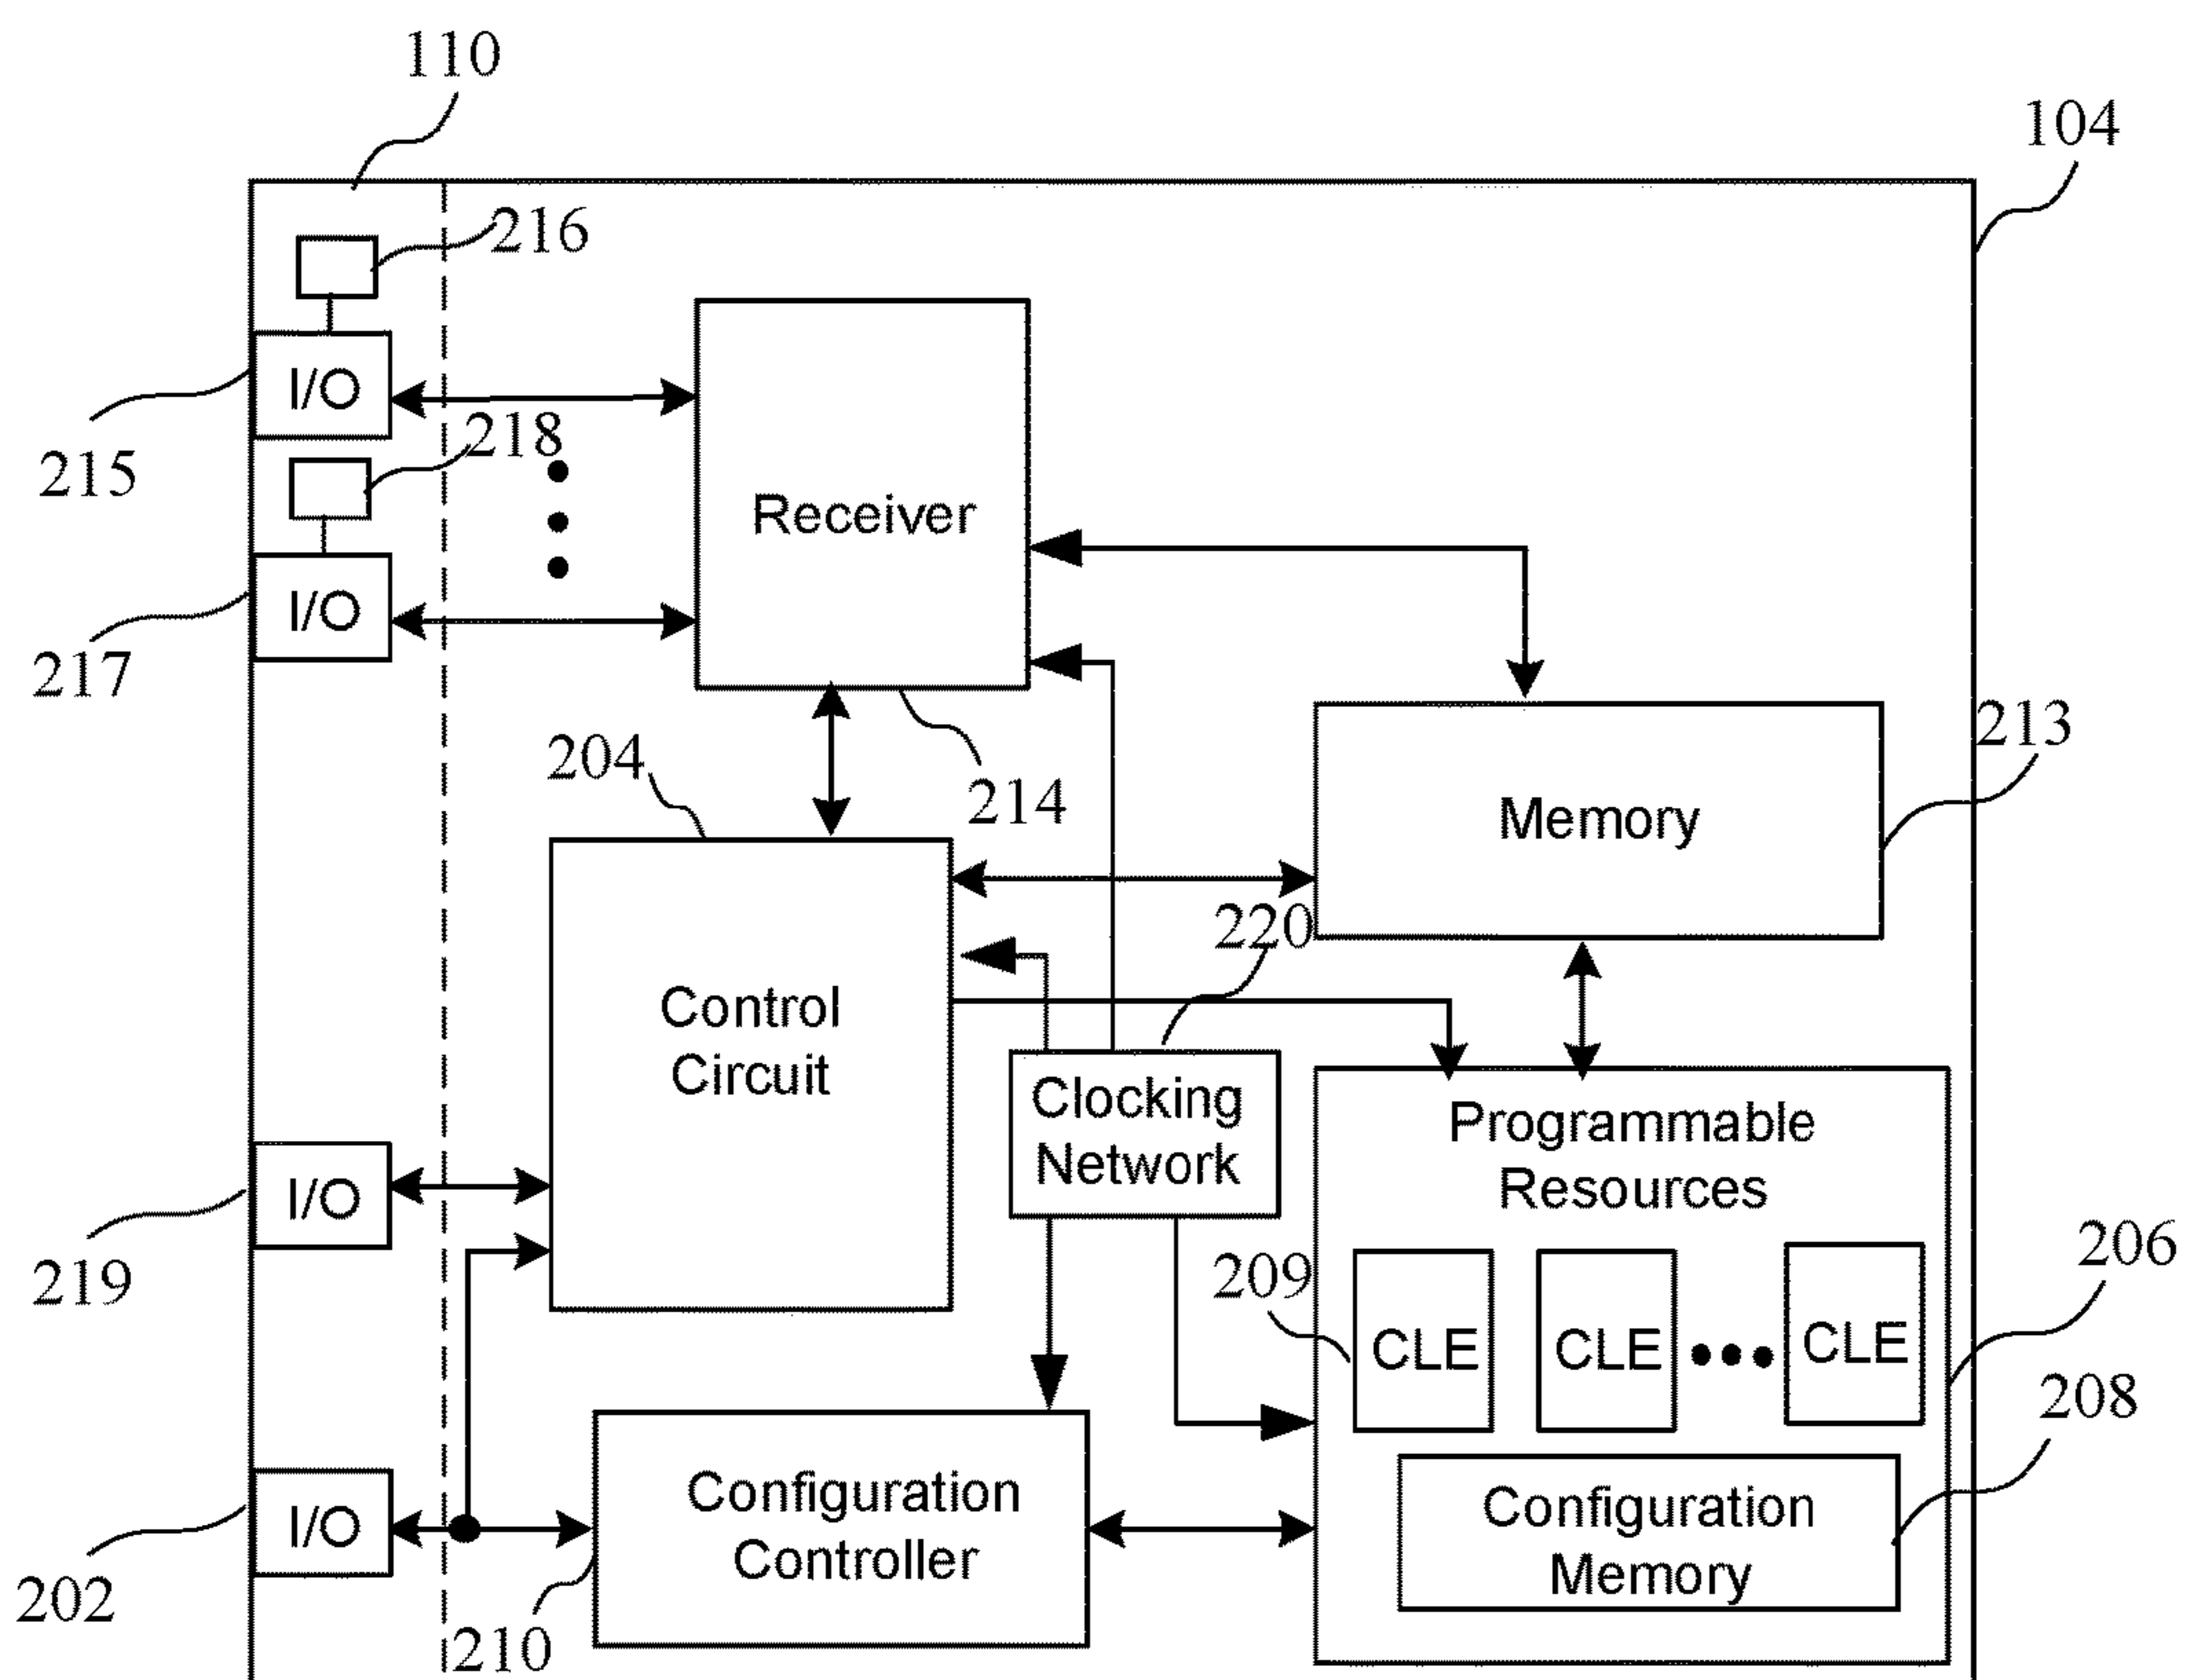 110
104
216
I/O
215
218
Receiver
I/O
217
213
204
214
Memory
220
Control
Circuit
Clocking
Network
Programmable
Resources
I/O
219
209
206
CLE
CLE
CLE
208
I/O
202
Configuration
Controller
210
Configuration
Memory